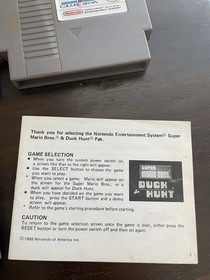 Nintendo
Thank you for selecting the Nintendo Entertainment System® Super
Mario Bros.® & Duck Hunt® Pak.
GAME SELECTION
• When you turn the system power switch on,
a screen like that to the right will appear.
• Use the SELECT button to choose the game
you want to play.
• When you select a game, Mario will appear on
the screen for the Super Mario Bros., or a
duck will appear for Duck Hunt.
• When you have decided on the game you want
to play, press the START button and a demo
screen will appear.
• Refer to the game's starting procedure before starting.
SUPER
MARIO BROS.
DUCK
HUNT
CAUTION
To return to the game selection screen once the game is over, either press the
RESET button or turn the power switch off and then on again.
©1988 Nintendo of America Inc.